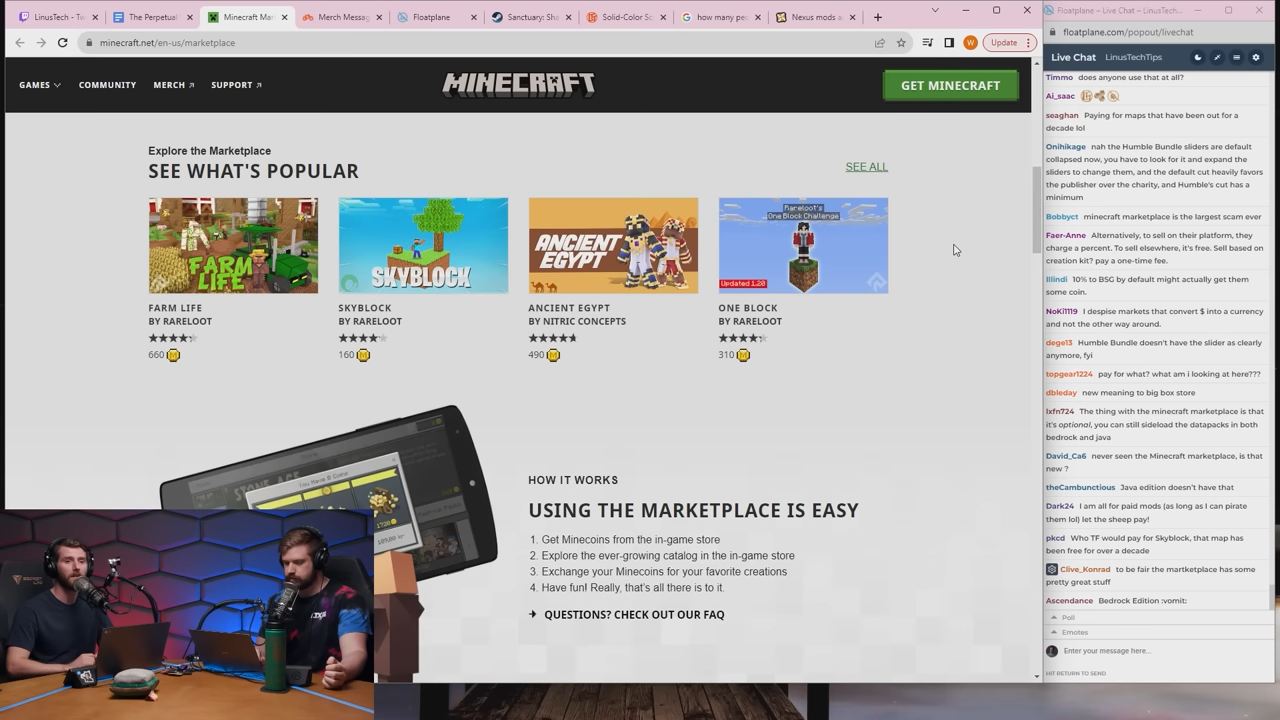 LinusTech - Tw
The Perpetual
Minecraft Mar
Merch Messag
Floatplane
Sanctuary: Sha
Solid-Color Sc
how many pe
Nexus mods a
minecraft.net/en-us/marketplace
W
Update
GAMES
COMMUNITY
MERCH
SUPPORT
MINECRAFT
GET MINECRAFT
Explore the Marketplace
SEE WHAT'S POPULAR
SEE ALL
FARM LIFE
SKYBLOCK
ANCIENT EGYPT
Rareloot's
One Block Challenge
Updated 1.20
FARM LIFE
BY RARELOOT
660
SKYBLOCK
BY RARELOOT
160
ANCIENT EGYPT
BY NITRIC CONCEPTS
490
ONE BLOCK
BY RARELOOT
310
HOW IT WORKS
USING THE MARKETPLACE IS EASY
1. Get Minecoins from the in-game store
2. Explore the ever-growing catalog in the in-game store
3. Exchange your Minecoins for your favorite creations
4. Have fun! Really, that's all there is to it.
QUESTIONS? CHECK OUT OUR FAQ
Floatplane – Live Chat – LinusTech...
floatplane.com/popout/livechat
Live Chat LinusTechTips
Timmo does anyone use that at all?
Ai_saac
seaghan Paying for maps that have been out for a
decade lol
Onihikage nah the Humble Bundle sliders are default
collapsed now, you have to look for it and expand the
sliders to change them, and the default cut heavily favors
the publisher over the charity, and Humble's cut has a
minimum
Bobbyct minecraft marketplace is the largest scam ever
Faer-Anne Alternatively, to sell on their platform, they
charge a percent. To sell elsewhere, it's free. Sell based on
creation kit? pay a one-time fee.
Illindi 10% to BSG by default might actually get them
some coin.
NoKi1119 I despise markets that convert $ into a currency
and not the other way around.
dege13 Humble Bundle doesn't have the slider as clearly
anymore, fyi
topgear1224 pay for what? what am i looking at here???
dbleday new meaning to big box store
lxfn724 The thing with the minecraft marketplace is that
it's optional, you can still sideload the datapacks in both
bedrock and java
David_Ca6 never seen the Minecraft marketplace, is that
new ?
theCambunctious Java edition doesn't have that
Dark24 I am all for paid mods (as long as I can pirate
them lol) let the sheep pay!
pkcd Who TF would pay for Skyblock, that map has
been free for over a decade
Clive_Konrad to be fair the martketplace has some
pretty great stuff
Ascendance Bedrock Edition :vomit:
Poll
Emotes
Enter your message here...
HIT RETURN TO SEND